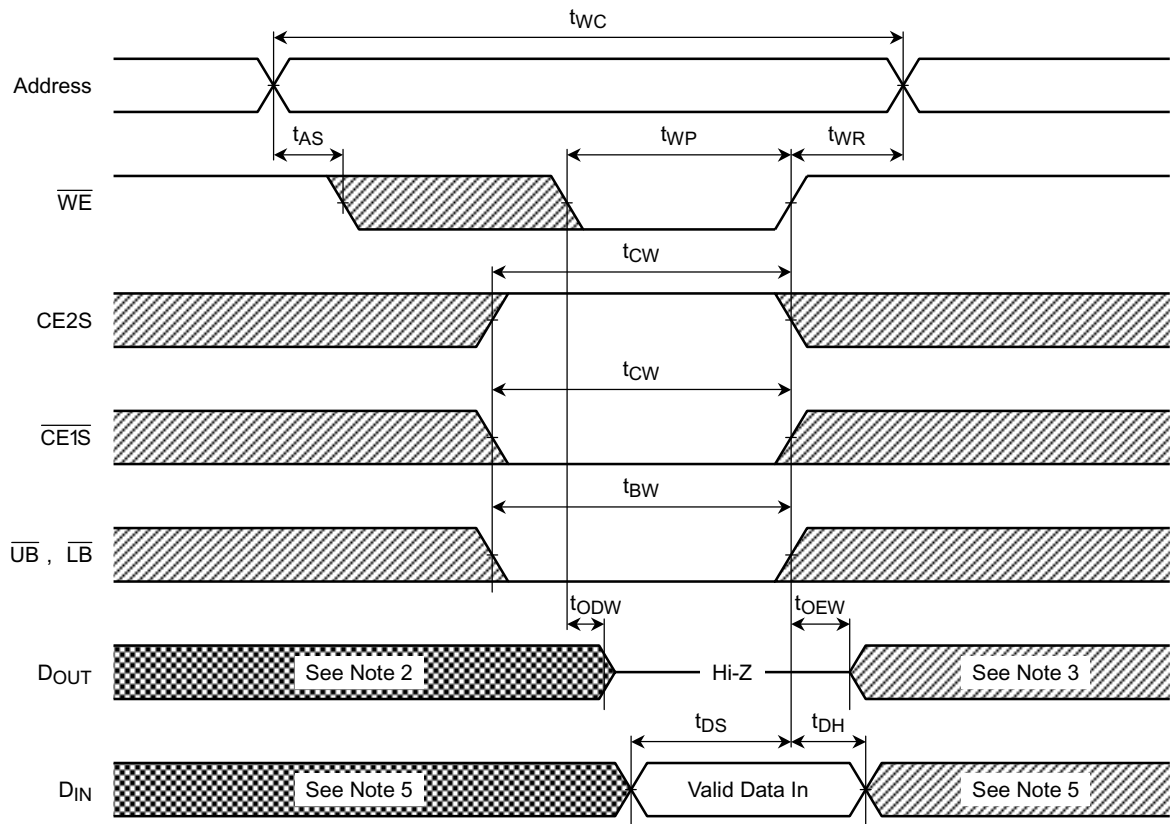 tWC
Address
tAS
tWP
tWR
WE
tCW
CE2S
tCW
CE1S
tBW
UB , LB
tODW
tOEW
DOUT
See Note 2
Hi-Z
See Note 3
tDS
tDH
DIN
See Note 5
Valid Data In
See Note 5